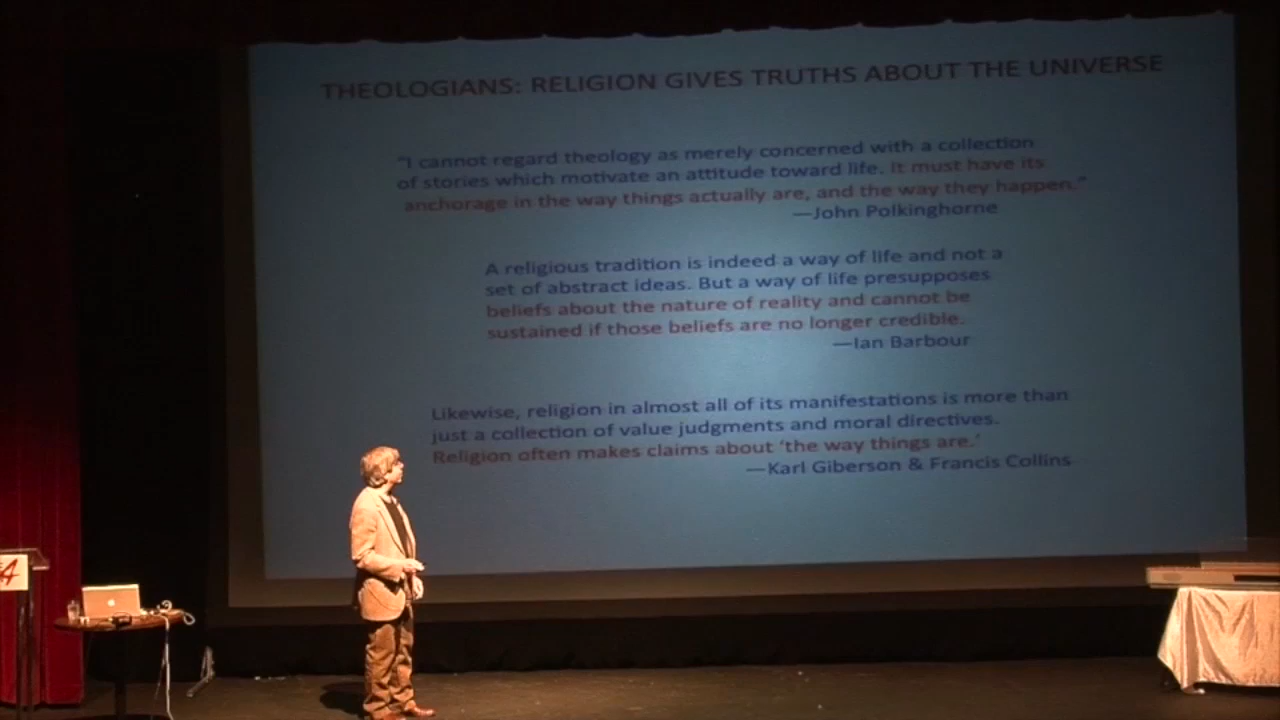 THEOLOGIANS: RELIGION GIVES TRUTHS ABOUT THE UNIVERSE
“I cannot regard theology as merely concerned with a collection
of stories which motivate an attitude toward life. It must have its
anchorage in the way things actually are, and the way they happen.”
—John Polkinghorne
A religious tradition is indeed a way of life and not a
set of abstract ideas. But a way of life presupposes
beliefs about the nature of reality and cannot be
sustained if those beliefs are no longer credible.
—Ian Barbour
Likewise, religion in almost all of its manifestations is more than
just a collection of value judgments and moral directives.
Religion often makes claims about ‘the way things are.’
—Karl Giberson & Francis Collins